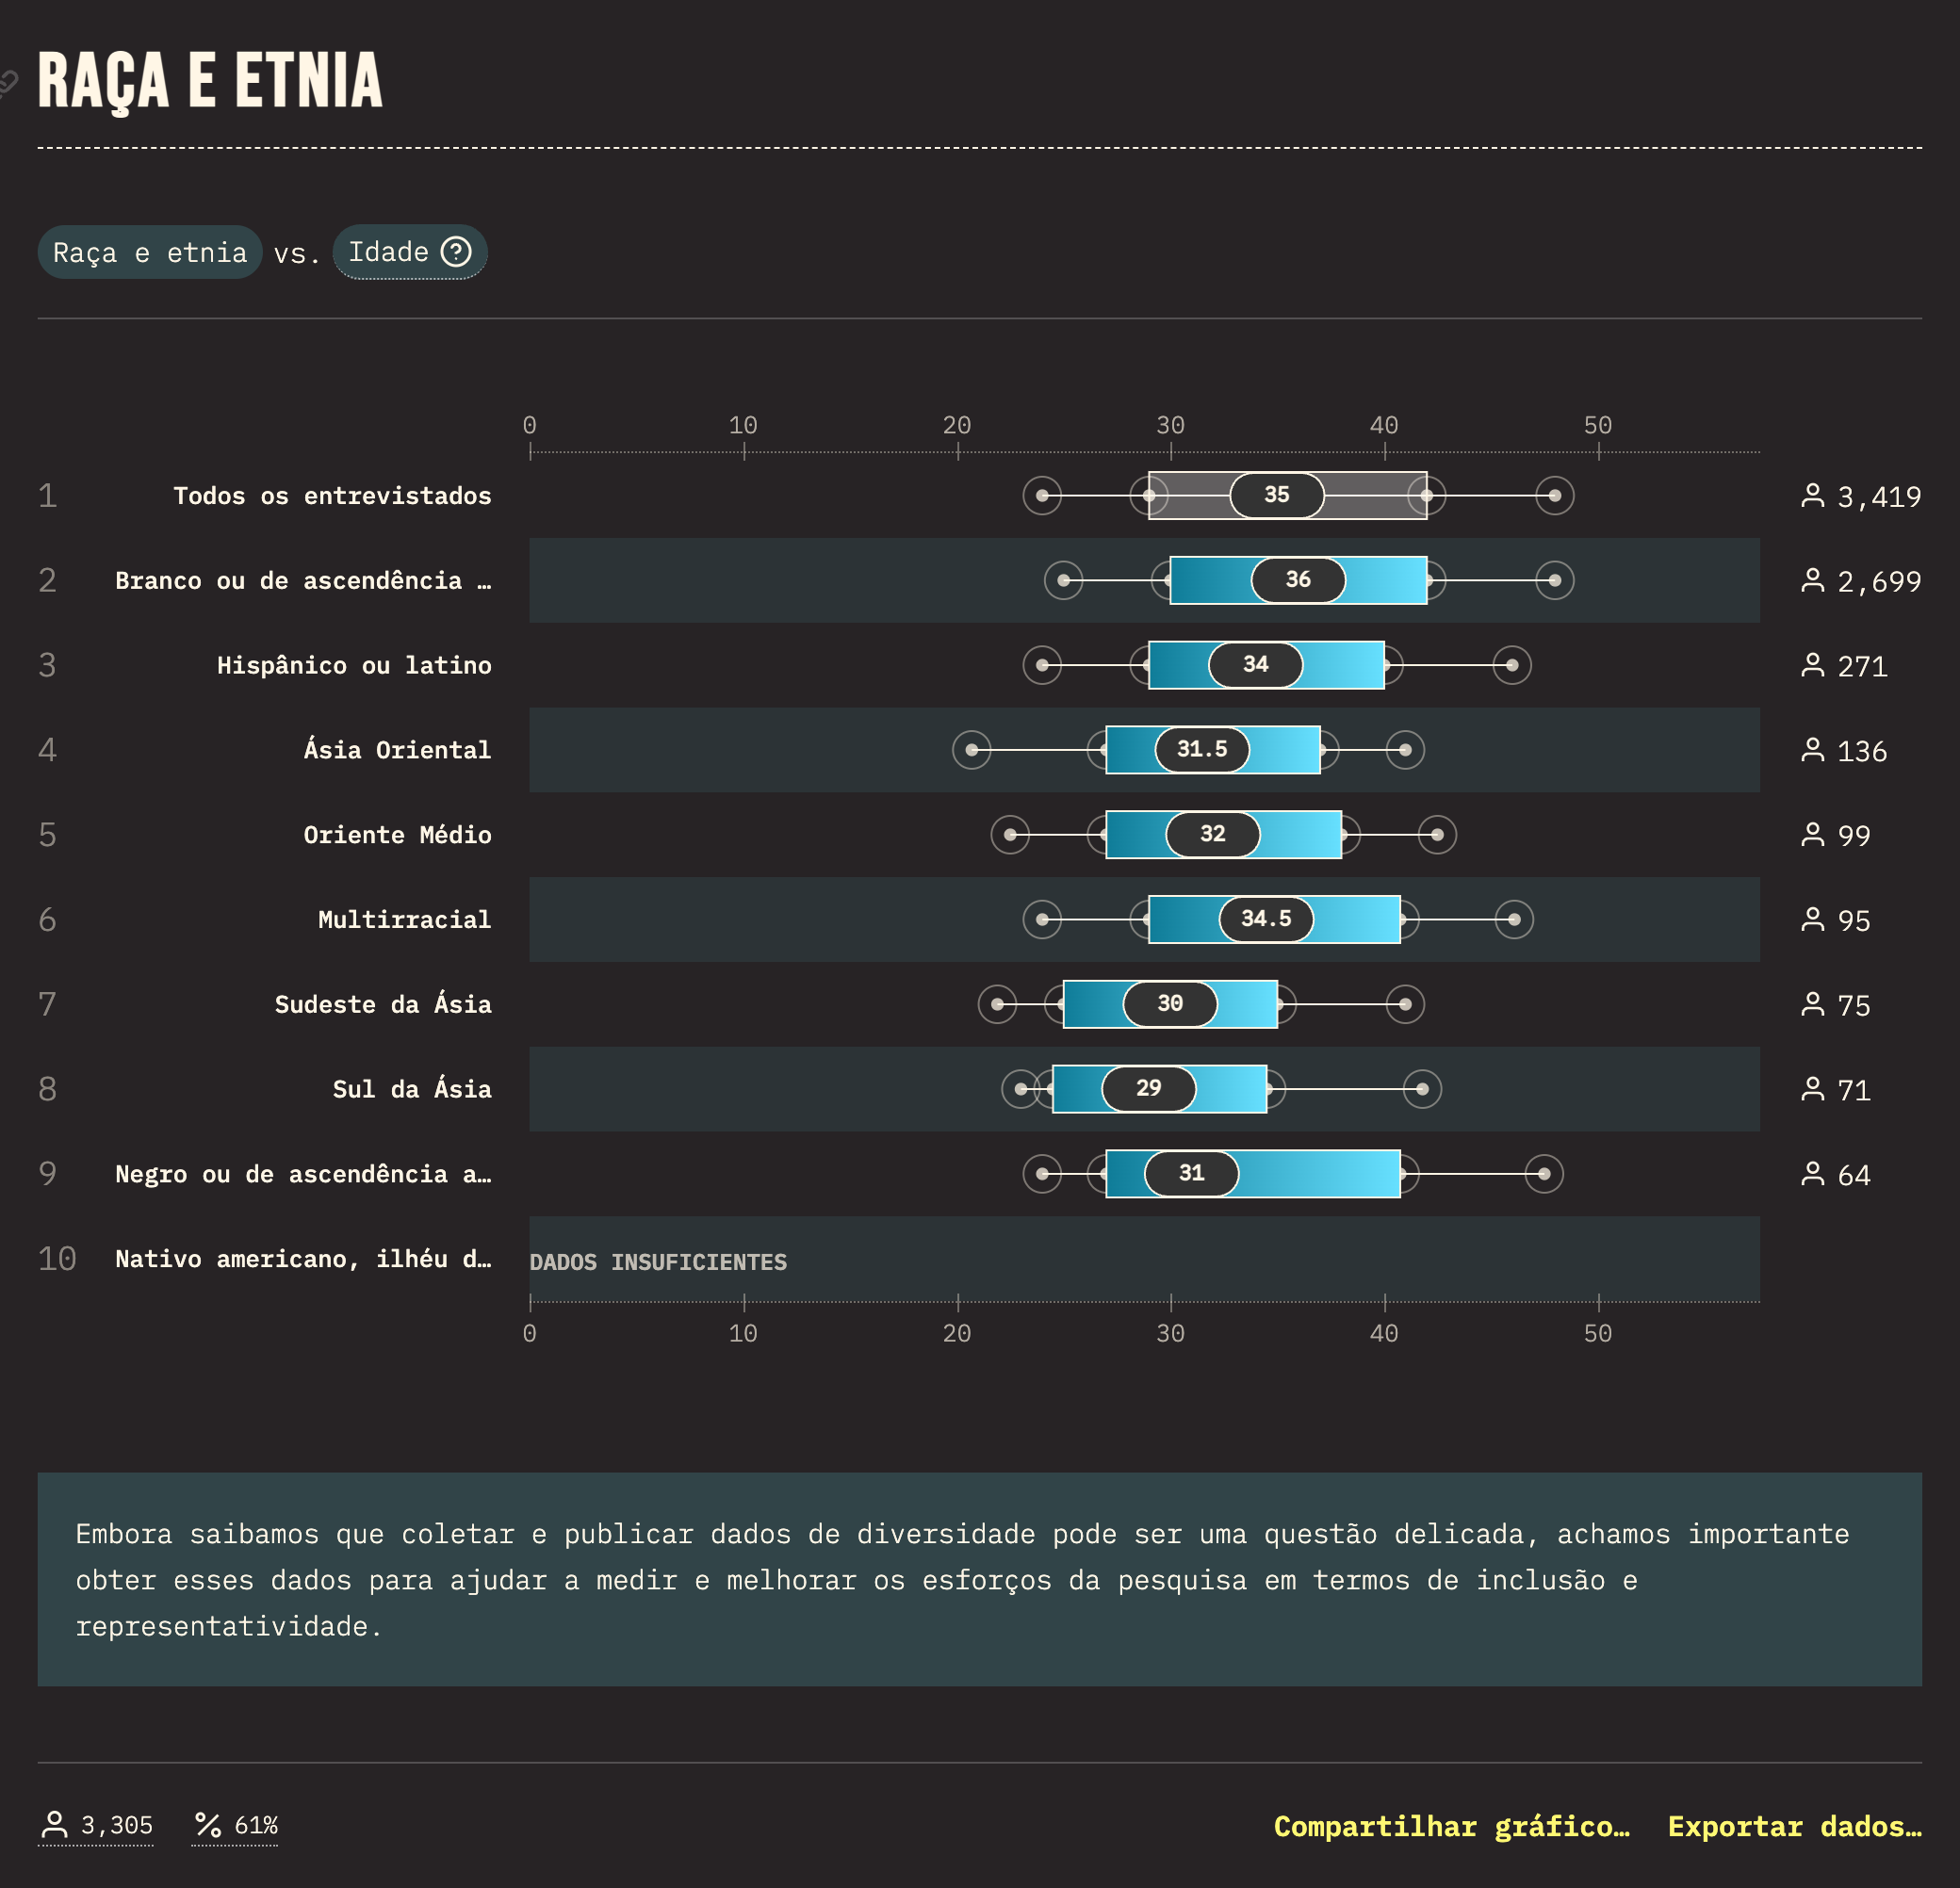 RAÇA E ETNIA
Raça e etnia vs. Idade ?
0 10 20 30 40 50
1 Todos os entrevistados 35 3,419
2 Branco ou de ascendência … 36 2,699
3 Hispânico ou latino 34 271
4 Ásia Oriental 31.5 136
5 Oriente Médio 32 99
6 Multirracial 34.5 95
7 Sudeste da Ásia 30 75
8 Sul da Ásia 29 71
9 Negro ou de ascendência a… 31 64
10 Nativo americano, ilhéu d… DADOS INSUFICIENTES
0 10 20 30 40 50
Embora saibamos que coletar e publicar dados de diversidade pode ser uma questão delicada, achamos importante
obter esses dados para ajudar a medir e melhorar os esforços da pesquisa em termos de inclusão e
representatividade.
3,305 % 61% Compartilhar gráfico… Exportar dados…